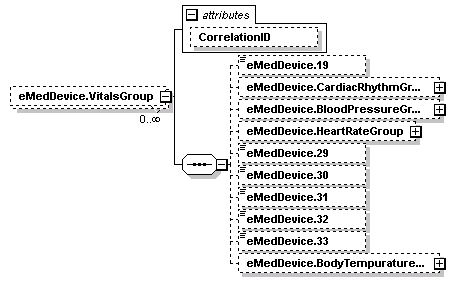 attributes
CorrelationID
eMedDevice.VitalsGroup
0..∞
eMedDevice.19
eMedDevice.CardiacRhythmGr...
eMedDevice.BloodPressureGr...
eMedDevice.HeartRateGroup
eMedDevice.29
eMedDevice.30
eMedDevice.31
eMedDevice.32
eMedDevice.33
eMedDevice.BodyTempurature...